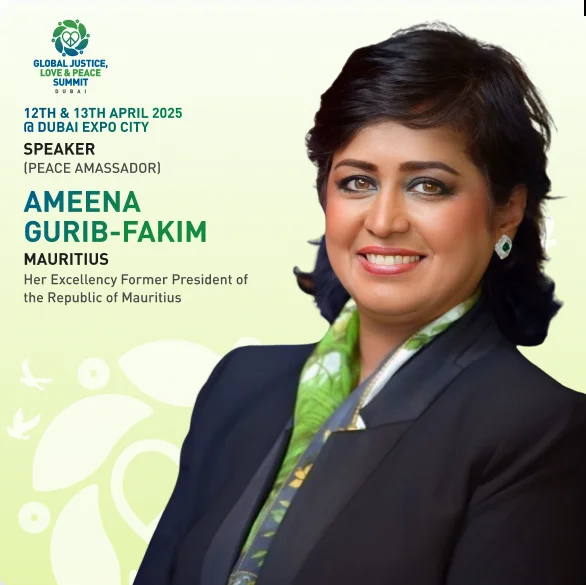 GLOBAL JUSTICE,
LOVE & PEACE
SUMMIT
DUBAI
12TH & 13TH APRIL 2025
@ DUBAI EXPO CITY
SPEAKER
(PEACE AMASSADOR)
AMEENA
GURIB-FAKIM
MAURITIUS
Her Excellency Former President of
the Republic of Mauritius